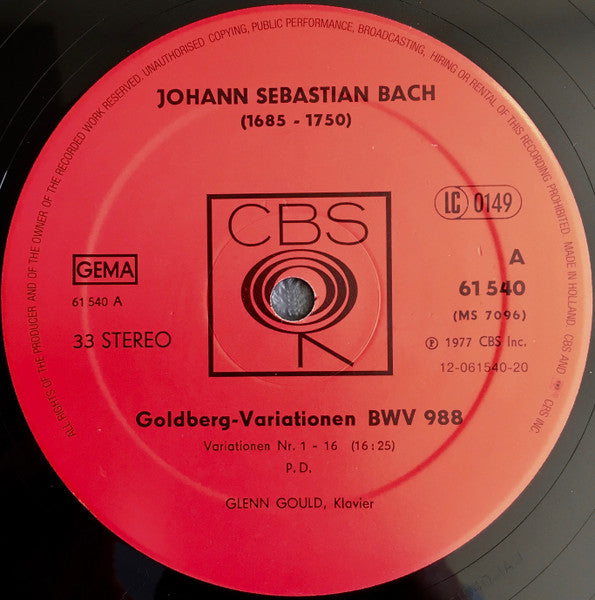 ALL RIGHTS OF THE PRODUCER AND OF THE OWNER OF THE RECORDED WORK RESERVED. UNAUTHORISED COPYING, PUBLIC PERFORMANCE, BROADCASTING, HIRING OR RENTAL OF THIS RECORDING PROHIBITED. MADE IN HOLLAND. CBS AND CBS INC
JOHANN SEBASTIAN BACH
(1685 - 1750)
CBS
LC 0149
GEMA
61 540 A
33 STEREO
A
61 540
(MS 7096)
℗ 1977 CBS Inc.
12-061540-20
Goldberg-Variationen BWV 988
Variationen Nr. 1 - 16 (16:25)
P.D.
GLENN GOULD, Klavier